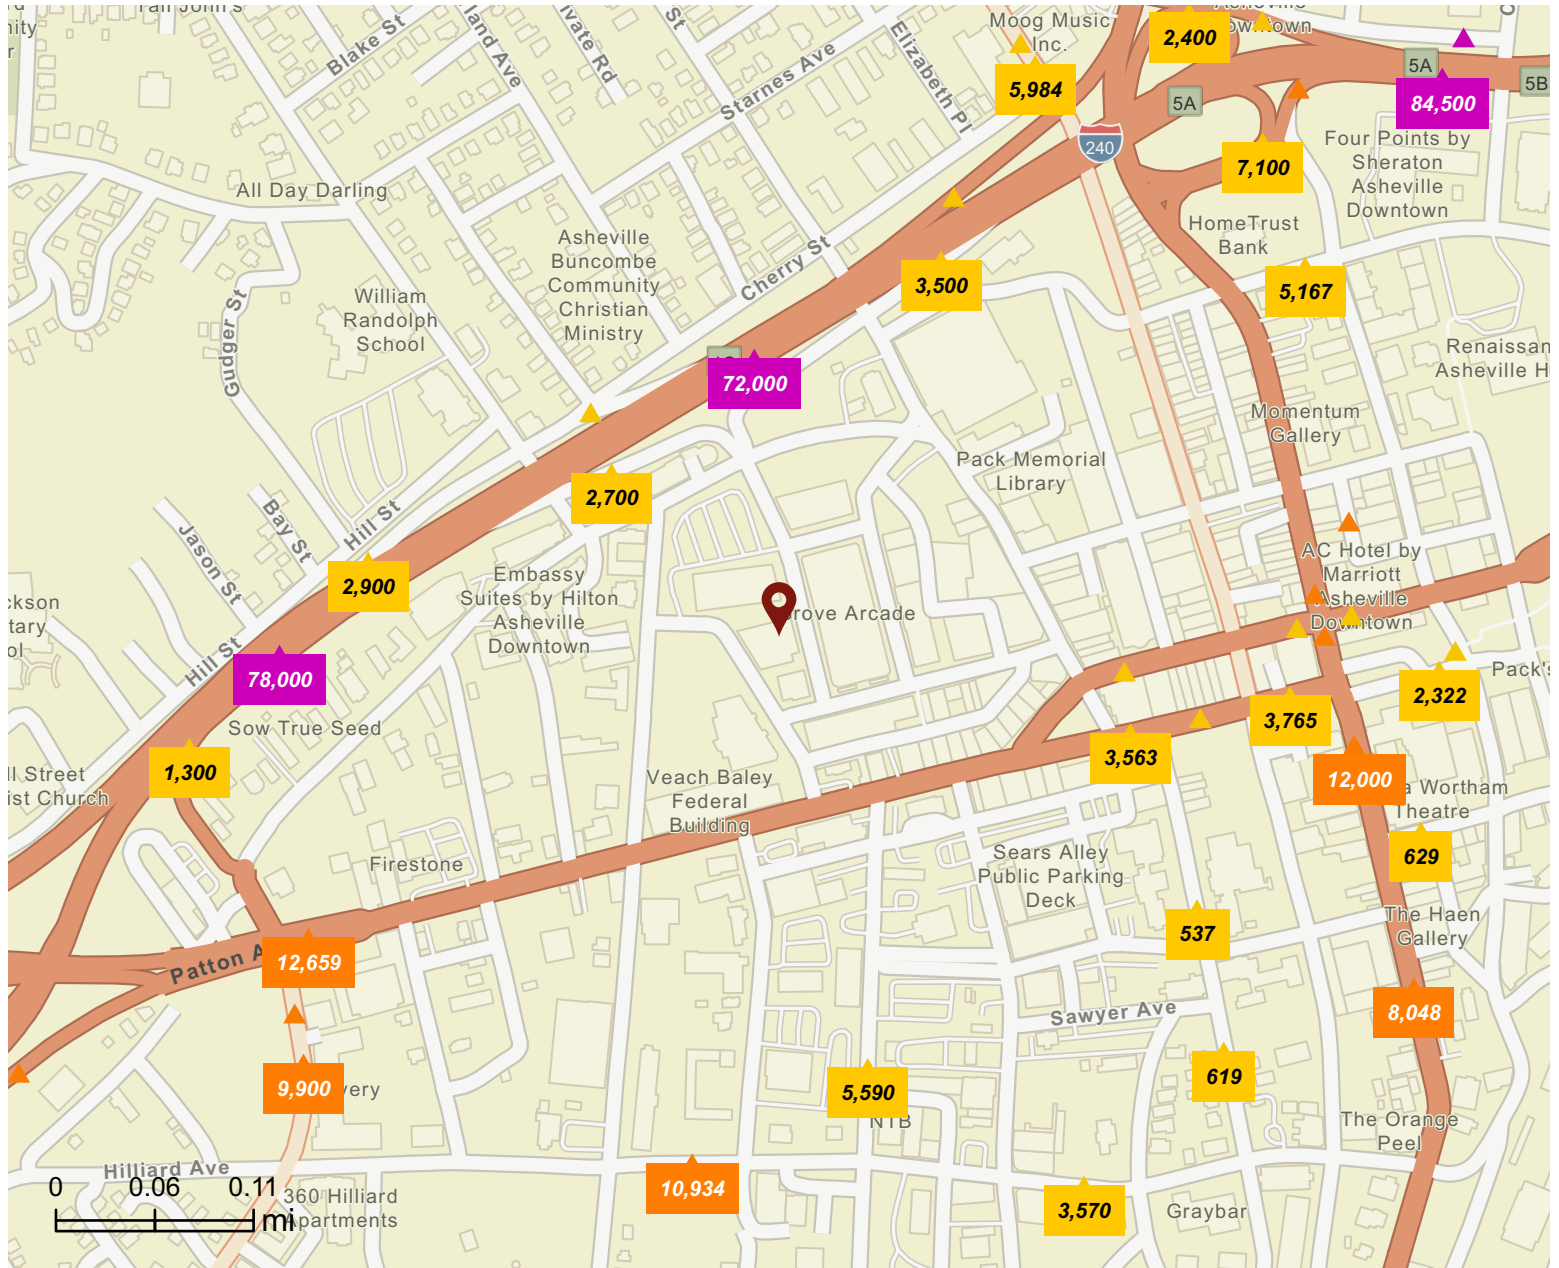 Blake St
Starnes Ave
Elizabeth Pl
Moog Music
Inc.
5,984
2,400
5A
84,500
5B
5A
240
7,100
Four Points by
Sheraton
Asheville
Downtown
All Day Darling
HomeTrust
Bank
Asheville
Buncombe
Community
Christian
Ministry
Cherry St
3,500
5,167
William
Randolph
School
Gudger St
72,000
Momentum
Gallery
Pack Memorial
Library
2,700
Hill St
Bay St
Jason St
2,900
Embassy
Suites by Hilton
Asheville
Downtown
AC Hotel by
Marriott
Asheville
Downtown
Hill St
78,000
2,322
Sow True Seed
3,765
3,563
1,300
12,000
Veach Baley
Federal
Building
Theatre
629
Firestone
Sears Alley
Public Parking
Deck
537
The Haen
Gallery
12,659
8,048
Sawyer Ave
9,900
5,590
619
NTB
The Orange
Peel
Hilliard Ave
10,934
3,570
Graybar
0 0.06 0.11
mi
360 Hilliard
Apartments